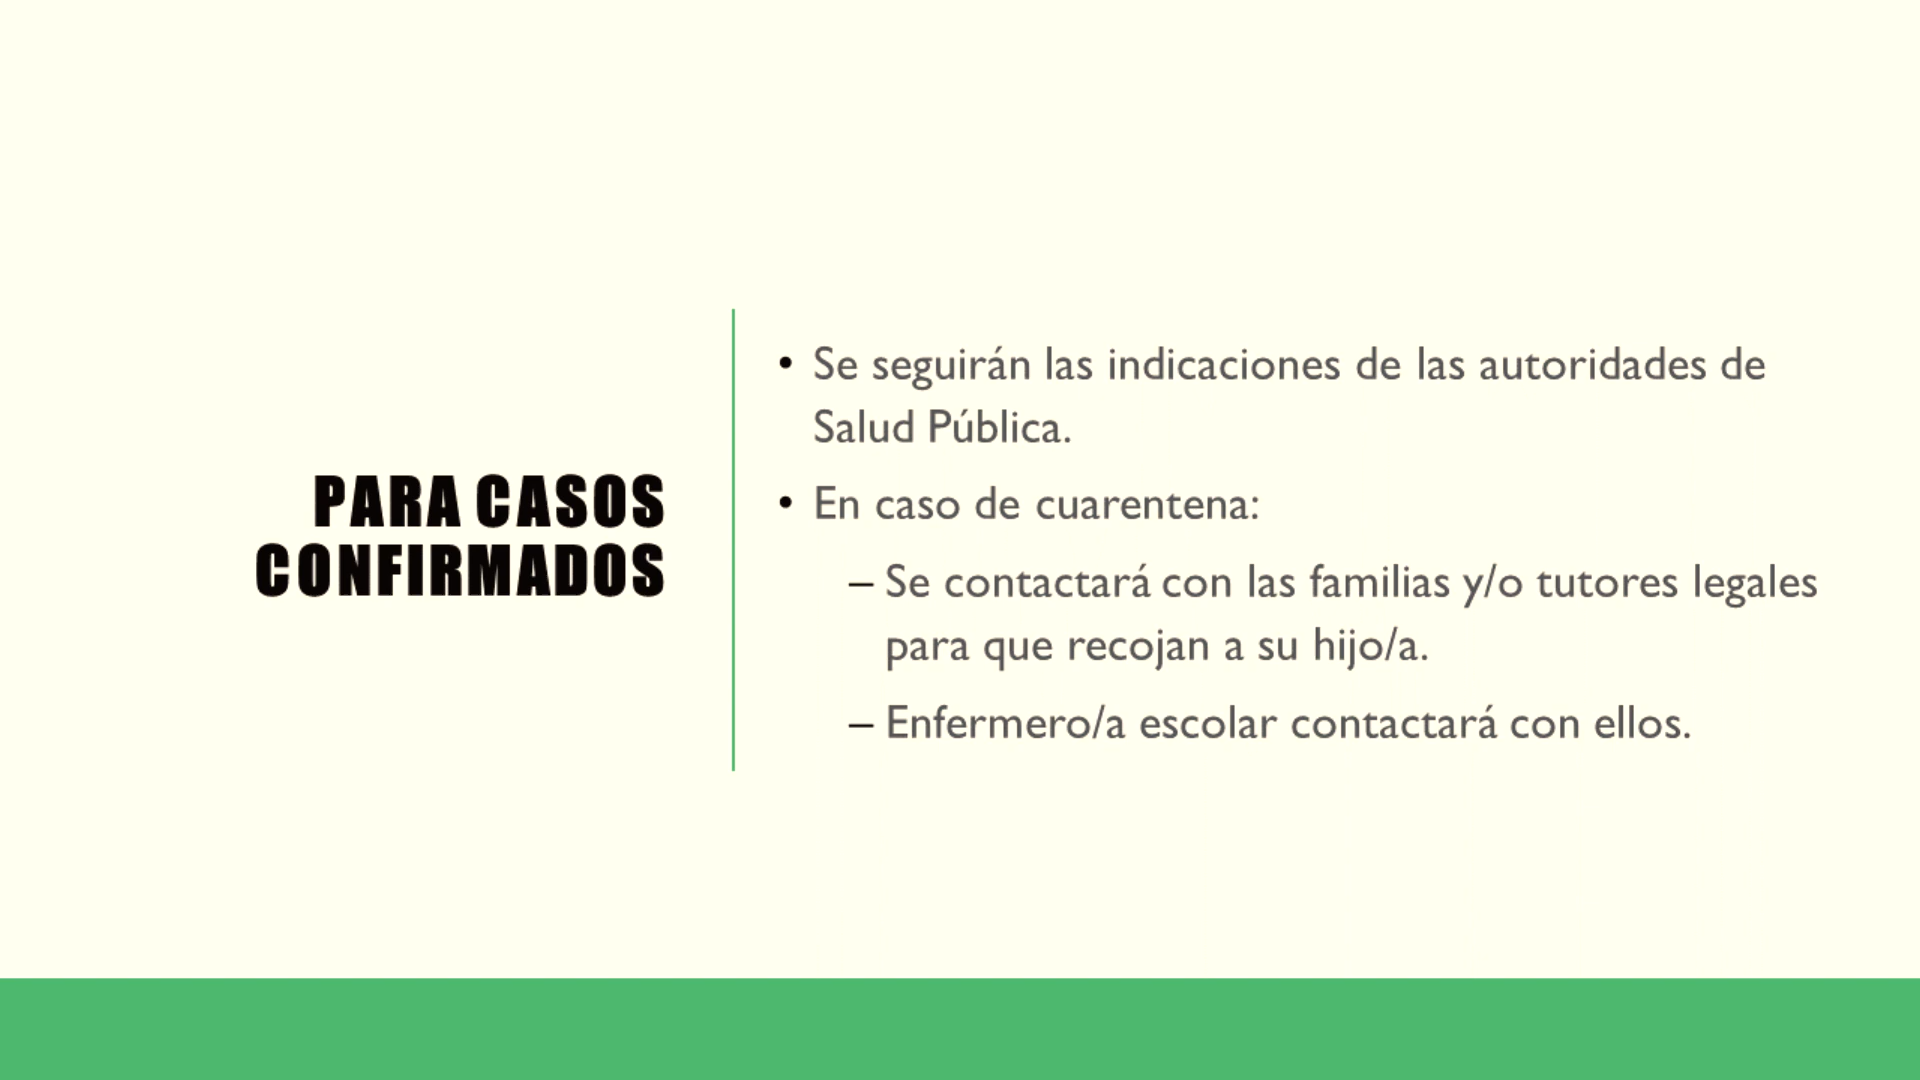 PARA CASOS
CONFIRMADOS
• Se seguirán las indicaciones de las autoridades de
Salud Pública.
• En caso de cuarentena:
– Se contactará con las familias y/o tutores legales
para que recojan a su hijo/a.
– Enfermero/a escolar contactará con ellos.